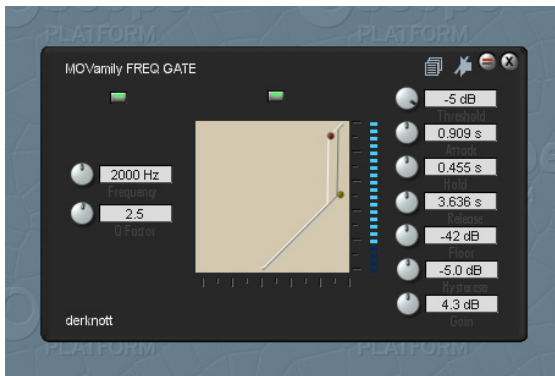 PLATFORM
PLATFORM
MOVamily FREQ GATE
-5 dB
Threshold
0.909 s
Attack
0.455 s
Hold
2000 Hz
Frequency
3.636 s
Release
2.5
Q Factor
-42 dB
Floor
-5.0 dB
Hysterese
4.3 dB
Gain
derknott
PLATFORM
PLATFORM